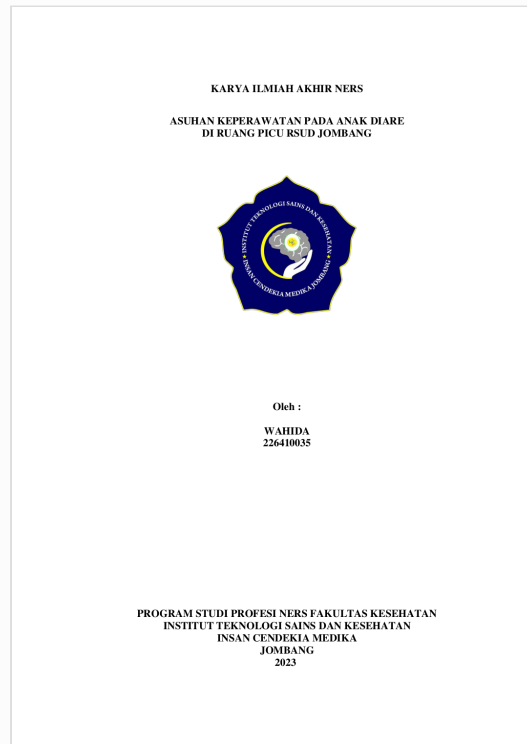 KARYA ILMIAH AKHIR NERS
ASUHAN KEPERAWATAN PADA ANAK DIARE
DI RUANG PICU RSUD JOMBANG
INSTITUT TEKNOLOGI SAINS DAN KESEHATAN
INSAN CENDEKIA MEDIKA JOMBANG
Oleh :
WAHIDA
226410035
PROGRAM STUDI PROFESI NERS FAKULTAS KESEHATAN
INSTITUT TEKNOLOGI SAINS DAN KESEHATAN
INSAN CENDEKIA MEDIKA
JOMBANG
2023